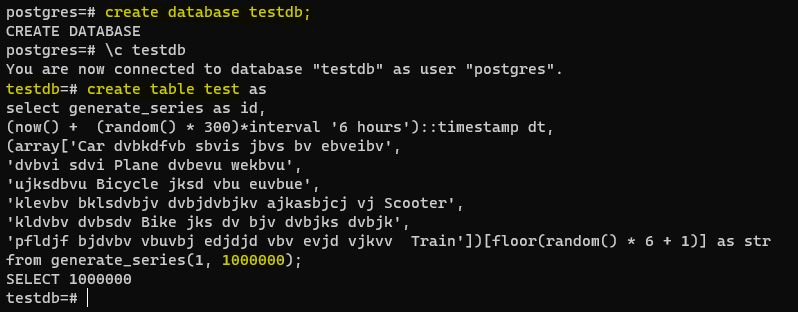 postgres=# create database testdb;
CREATE DATABASE
postgres=# \c testdb
You are now connected to database "testdb" as user "postgres".
testdb=# create table test as
select generate_series as id,
(now() +  (random() * 300)*interval '6 hours')::timestamp dt,
(array['Car dvbkdfvb sbvis jbvs bv ebveibv',
'dvbvi sdvi Plane dvbevu wekbvu',
'ujksdbvu Bicycle jksd vbu euvbue',
'klevbv bklsdvbjv dvbjdvbjkv ajkasbjcj vj Scooter',
'kldvbv dvbsdv Bike jks dv bjv dvbjks dvbjk',
'pfldjf bjdvbv vbuvbj edjdjd vbv evjd vjkvv  Train'])[floor(random() * 6 + 1)] as str
from generate_series(1, 1000000);
SELECT 1000000
testdb=#